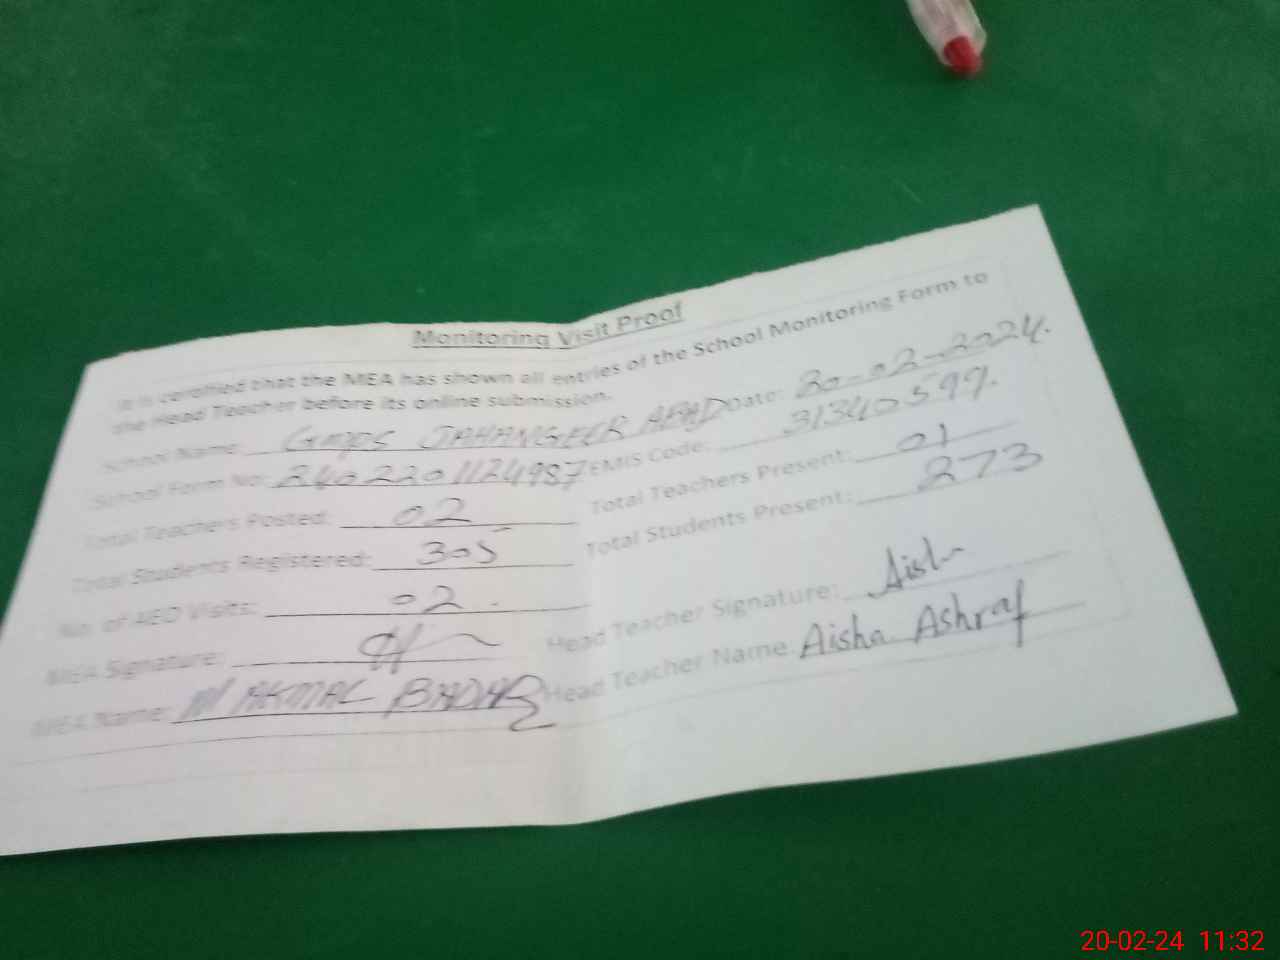 Monitoring Visit Proof
It is certified that the MEA has shown all entries of the School Monitoring Form to
the Head Teacher before its online submission.
School Name: GMPS JAHANGEER ABAD Date: 20-02-2024.
School Form No: 2402201124987 EMIS Code: 31340599.
Total Teachers Posted: 02 Total Teachers Present: 01
Total Students Registered: 305 Total Students Present: 273
No. of AEO Visits: 02.
MEA Signature: Head Teacher Signature: Aish
MEA Name: M AKMAL BADAR Head Teacher Name Aisha Ashraf
20-02-24 11:32